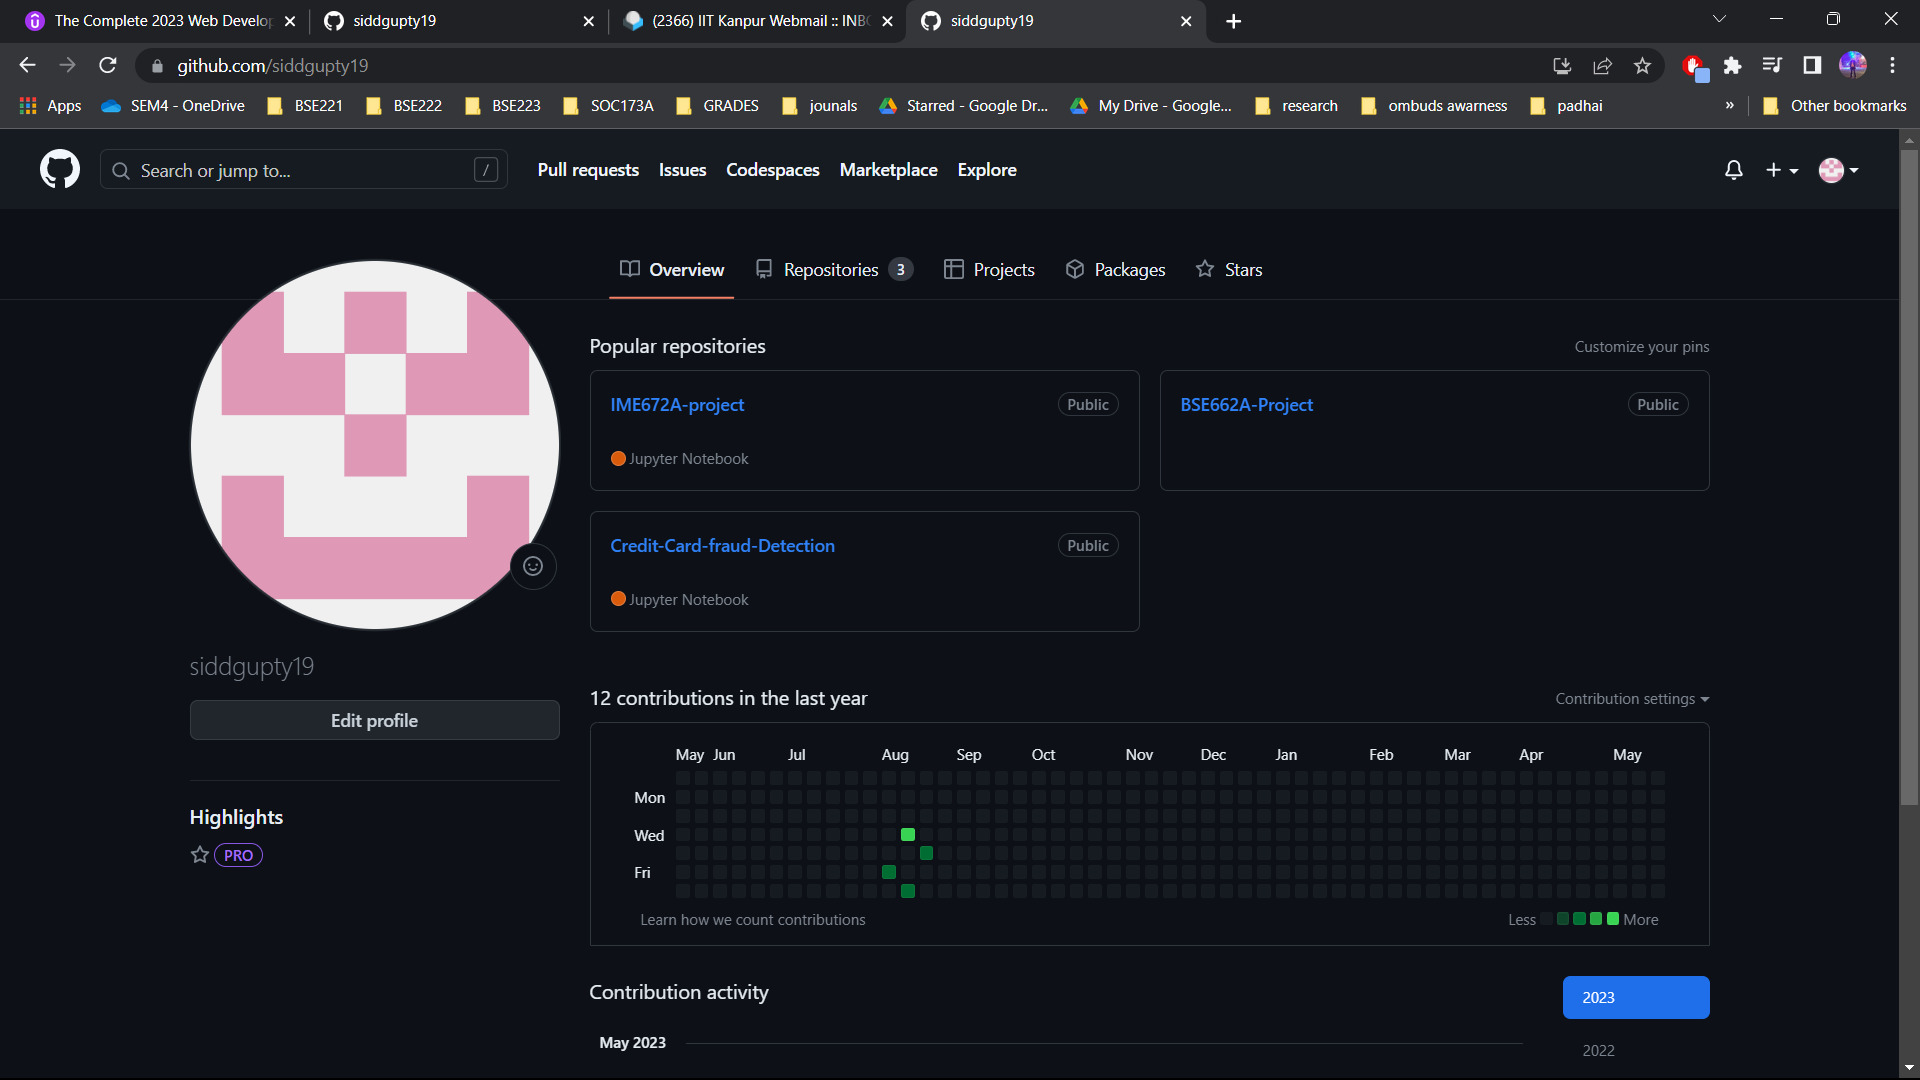 The Complete 2023 Web Develop
siddgupty19
(2366) IIT Kanpur Webmail :: INBO
siddgupty19
github.com/siddgupty19
Apps
SEM4 - OneDrive
BSE221
BSE222
BSE223
SOC173A
GRADES
jounals
Starred - Google Dr...
My Drive - Google...
research
ombuds awarness
padhai
»
Other bookmarks
Search or jump to...
/
Pull requests
Issues
Codespaces
Marketplace
Explore
Overview
Repositories 3
Projects
Packages
Stars
Popular repositories
Customize your pins
IME672A-project
Public
Jupyter Notebook
BSE662A-Project
Public
Credit-Card-fraud-Detection
Public
Jupyter Notebook
siddgupty19
Edit profile
Highlights
PRO
12 contributions in the last year
Contribution settings
May Jun Jul Aug Sep Oct Nov Dec Jan Feb Mar Apr May
Mon
Wed
Fri
Learn how we count contributions
Less More
Contribution activity
2023
May 2023
2022